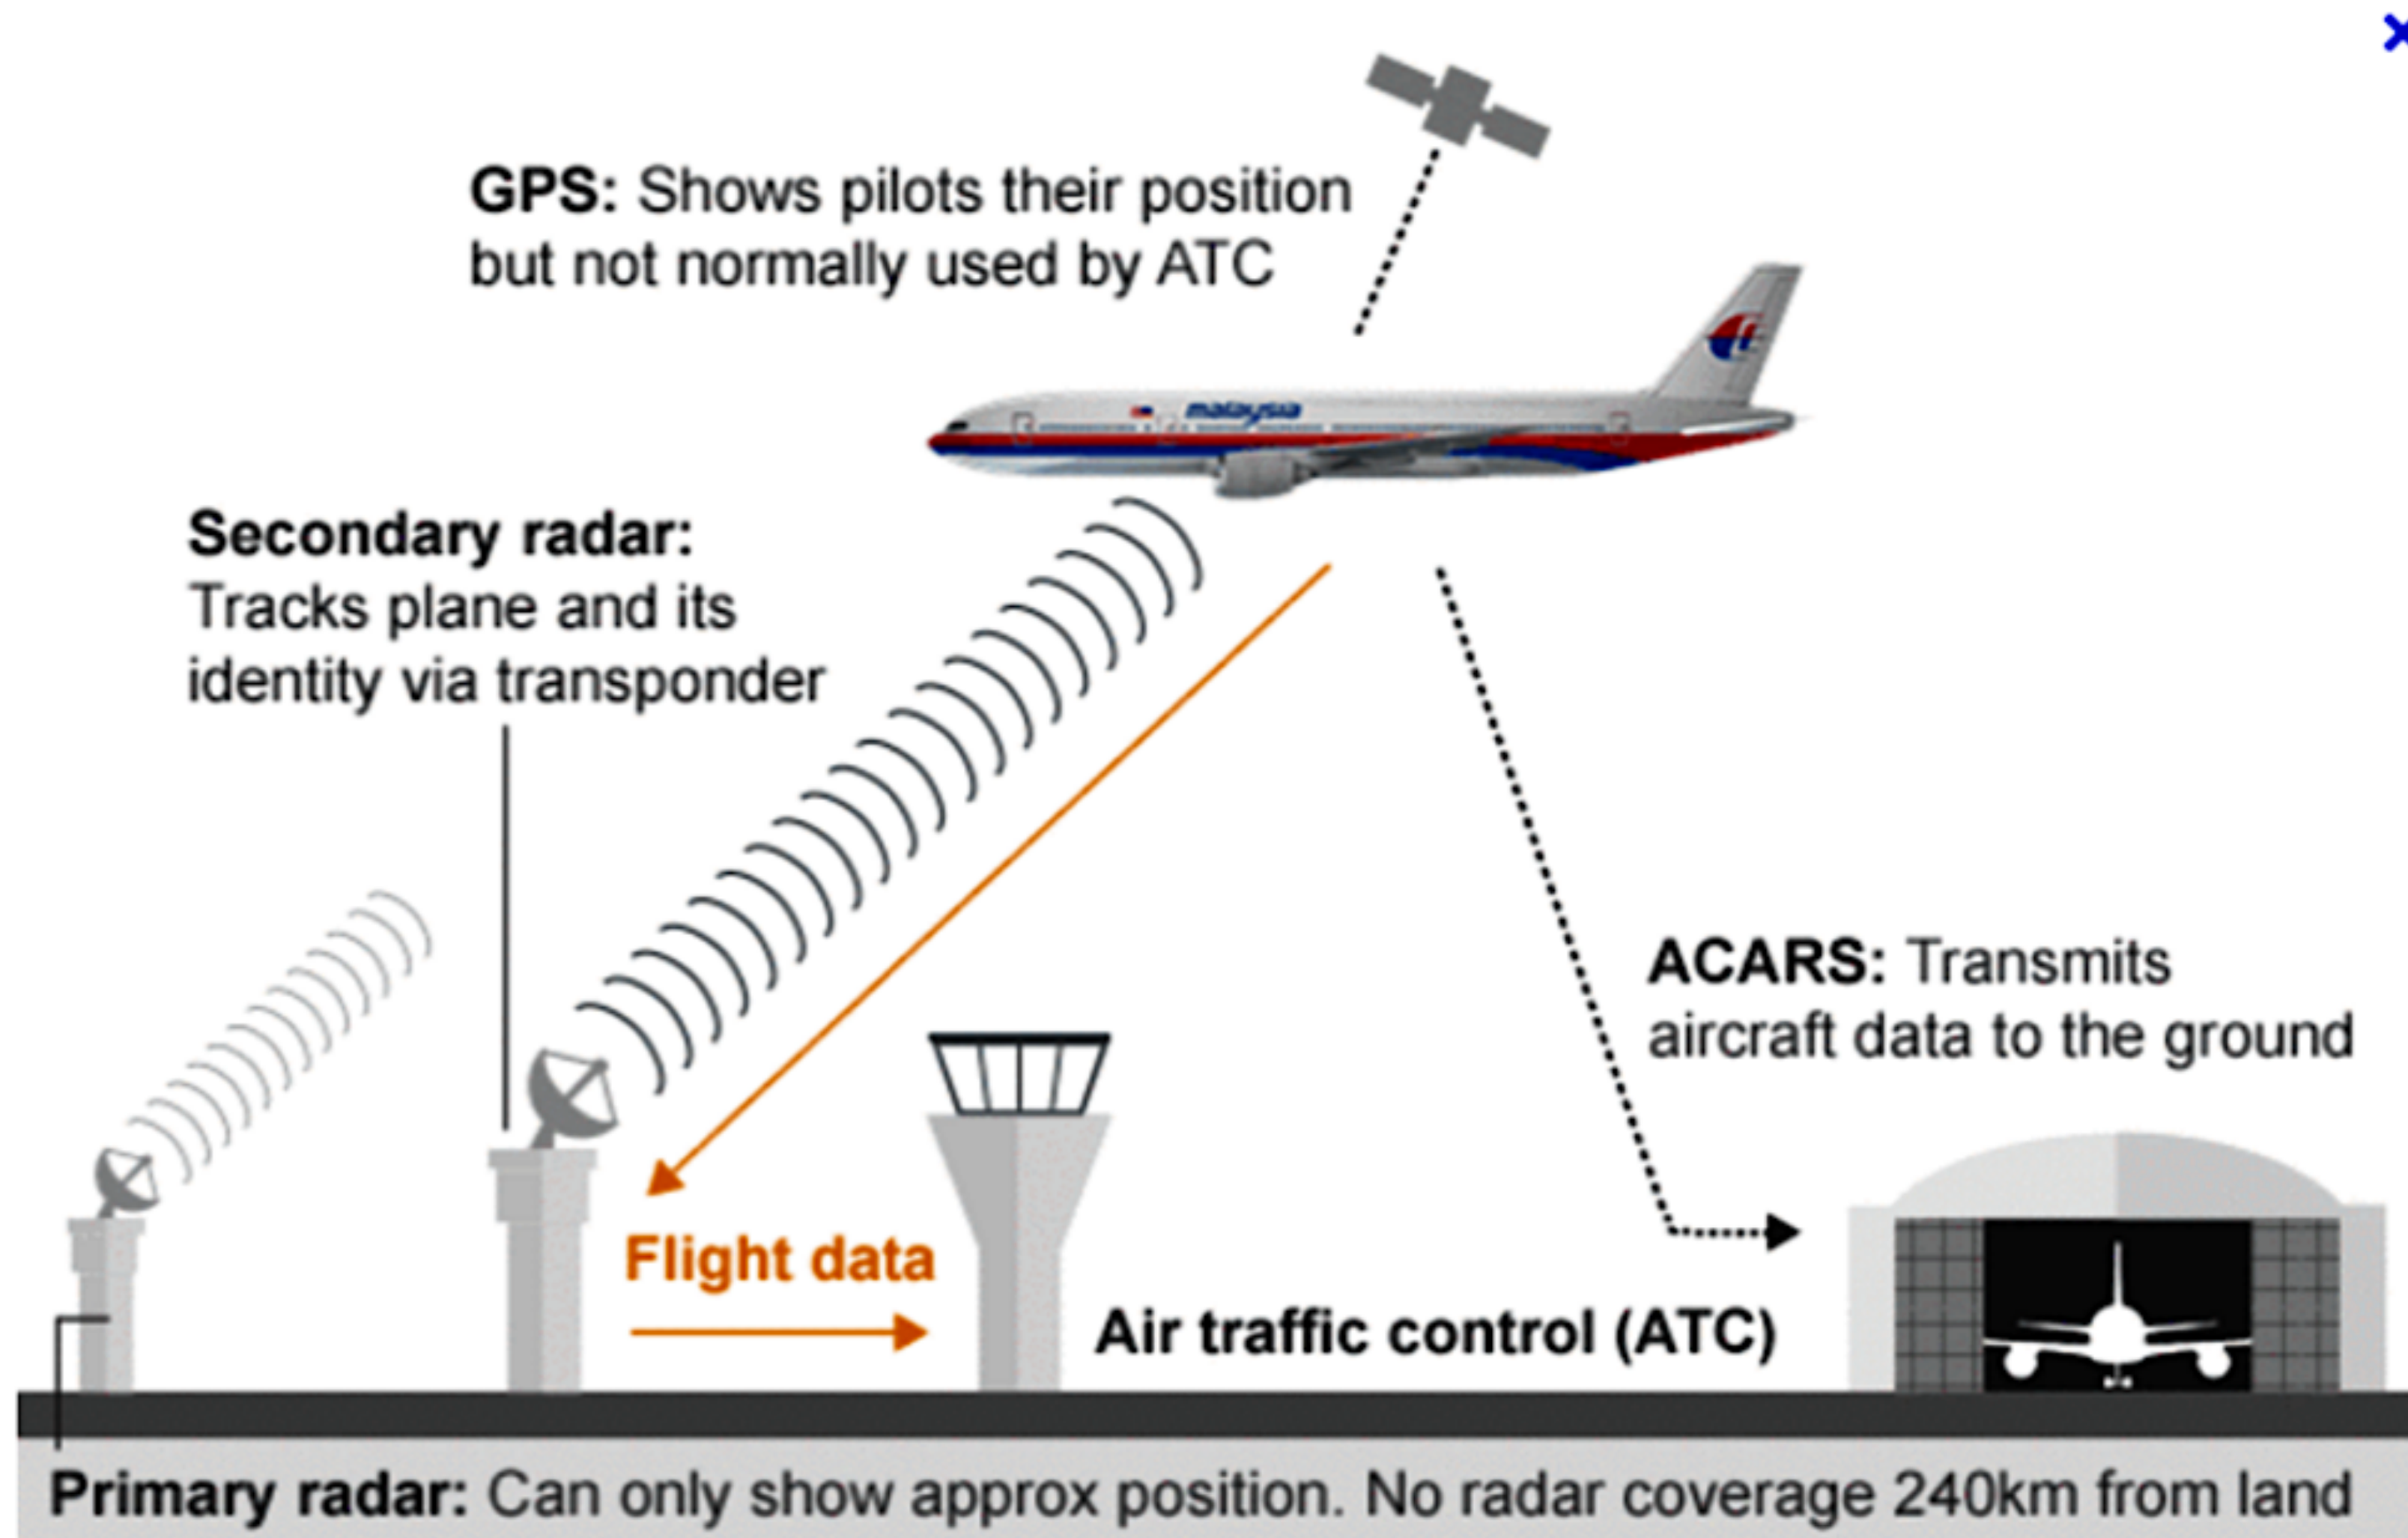 GPS: Shows pilots their position
but not normally used by ATC
malaysia
Secondary radar:
Tracks plane and its
identity via transponder
ACARS: Transmits
aircraft data to the ground
Flight data
Air traffic control (ATC)
Primary radar: Can only show approx position. No radar coverage 240km from land